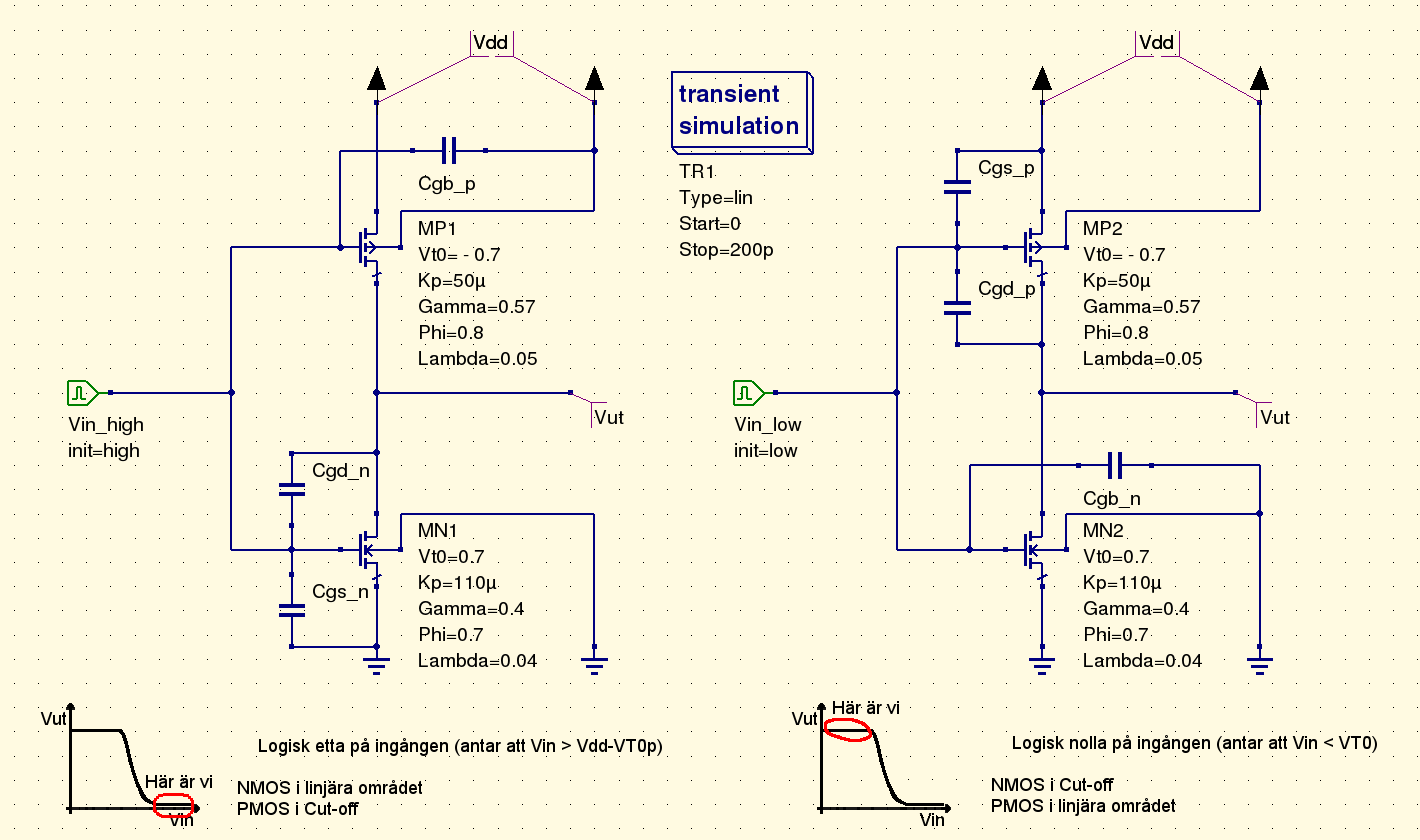 Vdd
Cgb_p
MP1
Vt0= - 0.7
Kp=50µ
Gamma=0.57
Phi=0.8
Lambda=0.05
Vin_high
init=high
Vut
Cgd_n
Cgs_n
MN1
Vt0=0.7
Kp=110µ
Gamma=0.4
Phi=0.7
Lambda=0.04
transient
simulation
TR1
Type=lin
Start=0
Stop=200p
Vdd
Cgs_p
Cgd_p
MP2
Vt0= - 0.7
Kp=50µ
Gamma=0.57
Phi=0.8
Lambda=0.05
Vin_low
init=low
Vut
Cgb_n
MN2
Vt0=0.7
Kp=110µ
Gamma=0.4
Phi=0.7
Lambda=0.04
Vut
Här är vi
Vin
Logisk etta på ingången (antar att Vin > Vdd-VT0p)
NMOS i linjära området
PMOS i Cut-off
Vut
Här är vi
Vin
Logisk nolla på ingången (antar att Vin < VT0)
NMOS i Cut-off
PMOS i linjära området